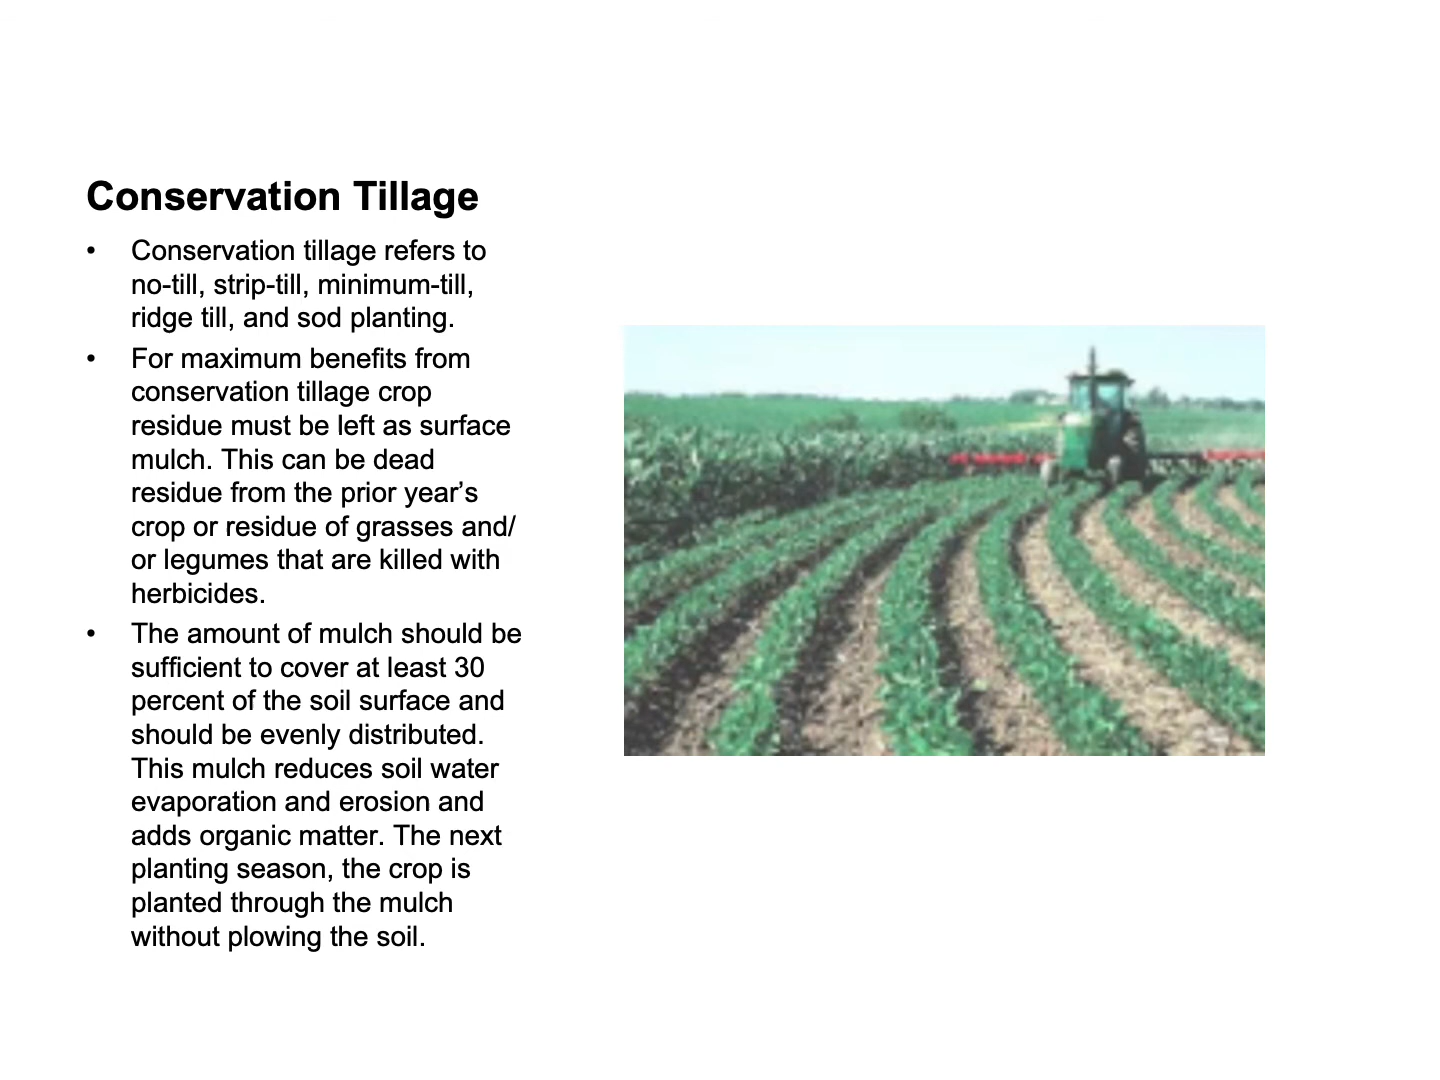 Conservation Tillage
• Conservation tillage refers to
no-till, strip-till, minimum-till,
ridge till, and sod planting.
• For maximum benefits from
conservation tillage crop
residue must be left as surface
mulch. This can be dead
residue from the prior year’s
crop or residue of grasses and/
or legumes that are killed with
herbicides.
• The amount of mulch should be
sufficient to cover at least 30
percent of the soil surface and
should be evenly distributed.
This mulch reduces soil water
evaporation and erosion and
adds organic matter. The next
planting season, the crop is
planted through the mulch
without plowing the soil.